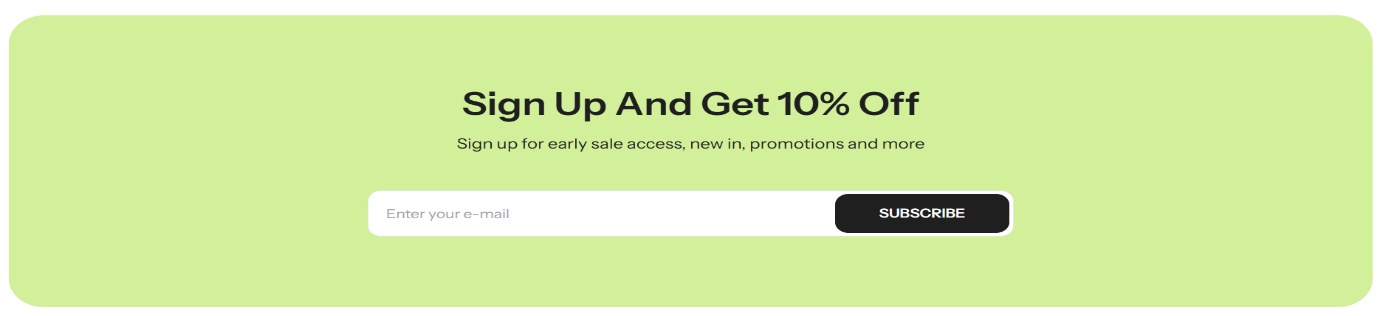 Sign Up And Get 10% Off
Sign up for early sale access, new in, promotions and more
Enter your e-mail
SUBSCRIBE